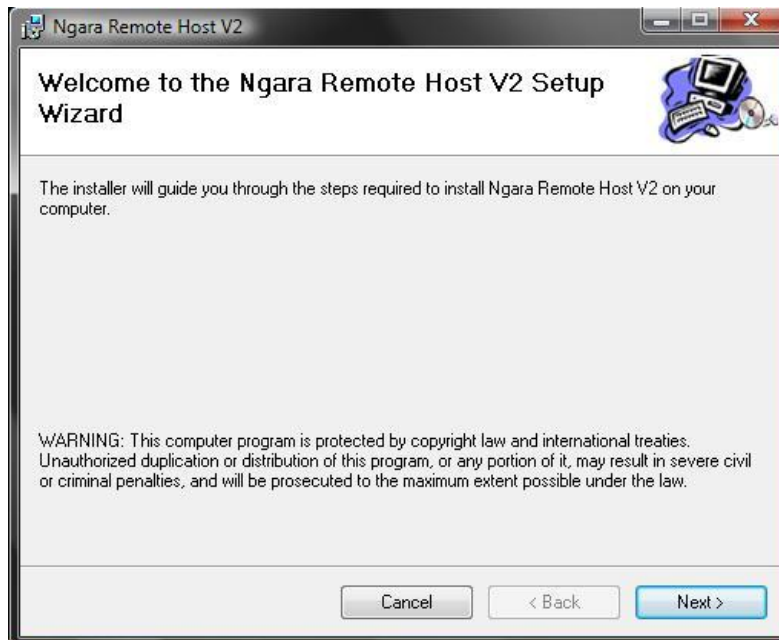 Ngara Remote Host V2
Welcome to the Ngara Remote Host V2 Setup
Wizard
The installer will guide you through the steps required to install Ngara Remote Host V2 on your
computer.
WARNING: This computer program is protected by copyright law and international treaties.
Unauthorized duplication or distribution of this program, or any portion of it, may result in severe civil
or criminal penalties, and will be prosecuted to the maximum extent possible under the law.
Cancel
< Back
Next >